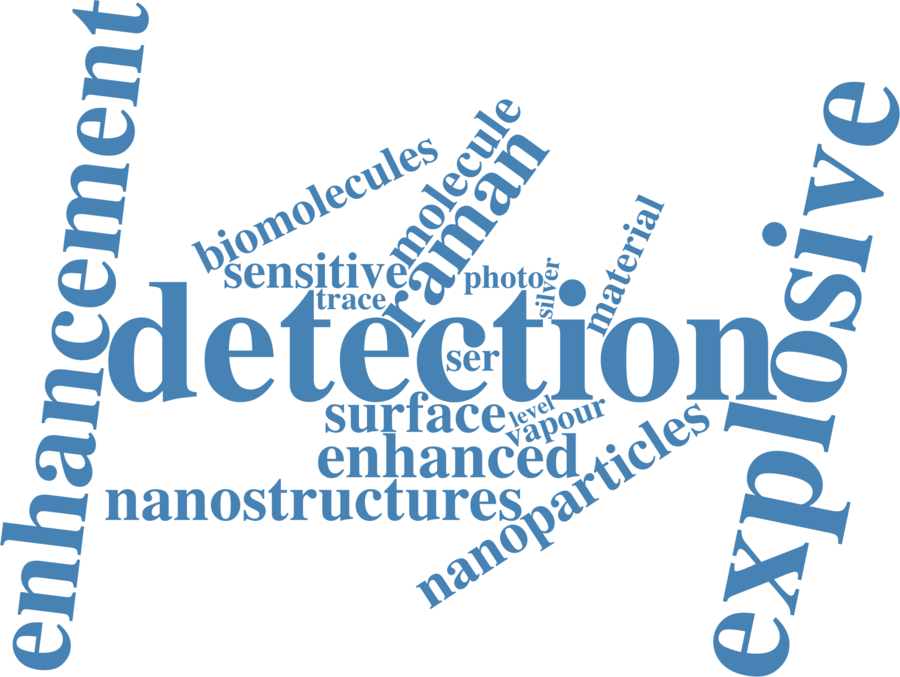 enhancement
explosive
molecule
biomolecules
raman
material
sensitive
photo
silver
trace
detection
ser
surface
level
vapour
enhanced
nanostructures
nanoparticles